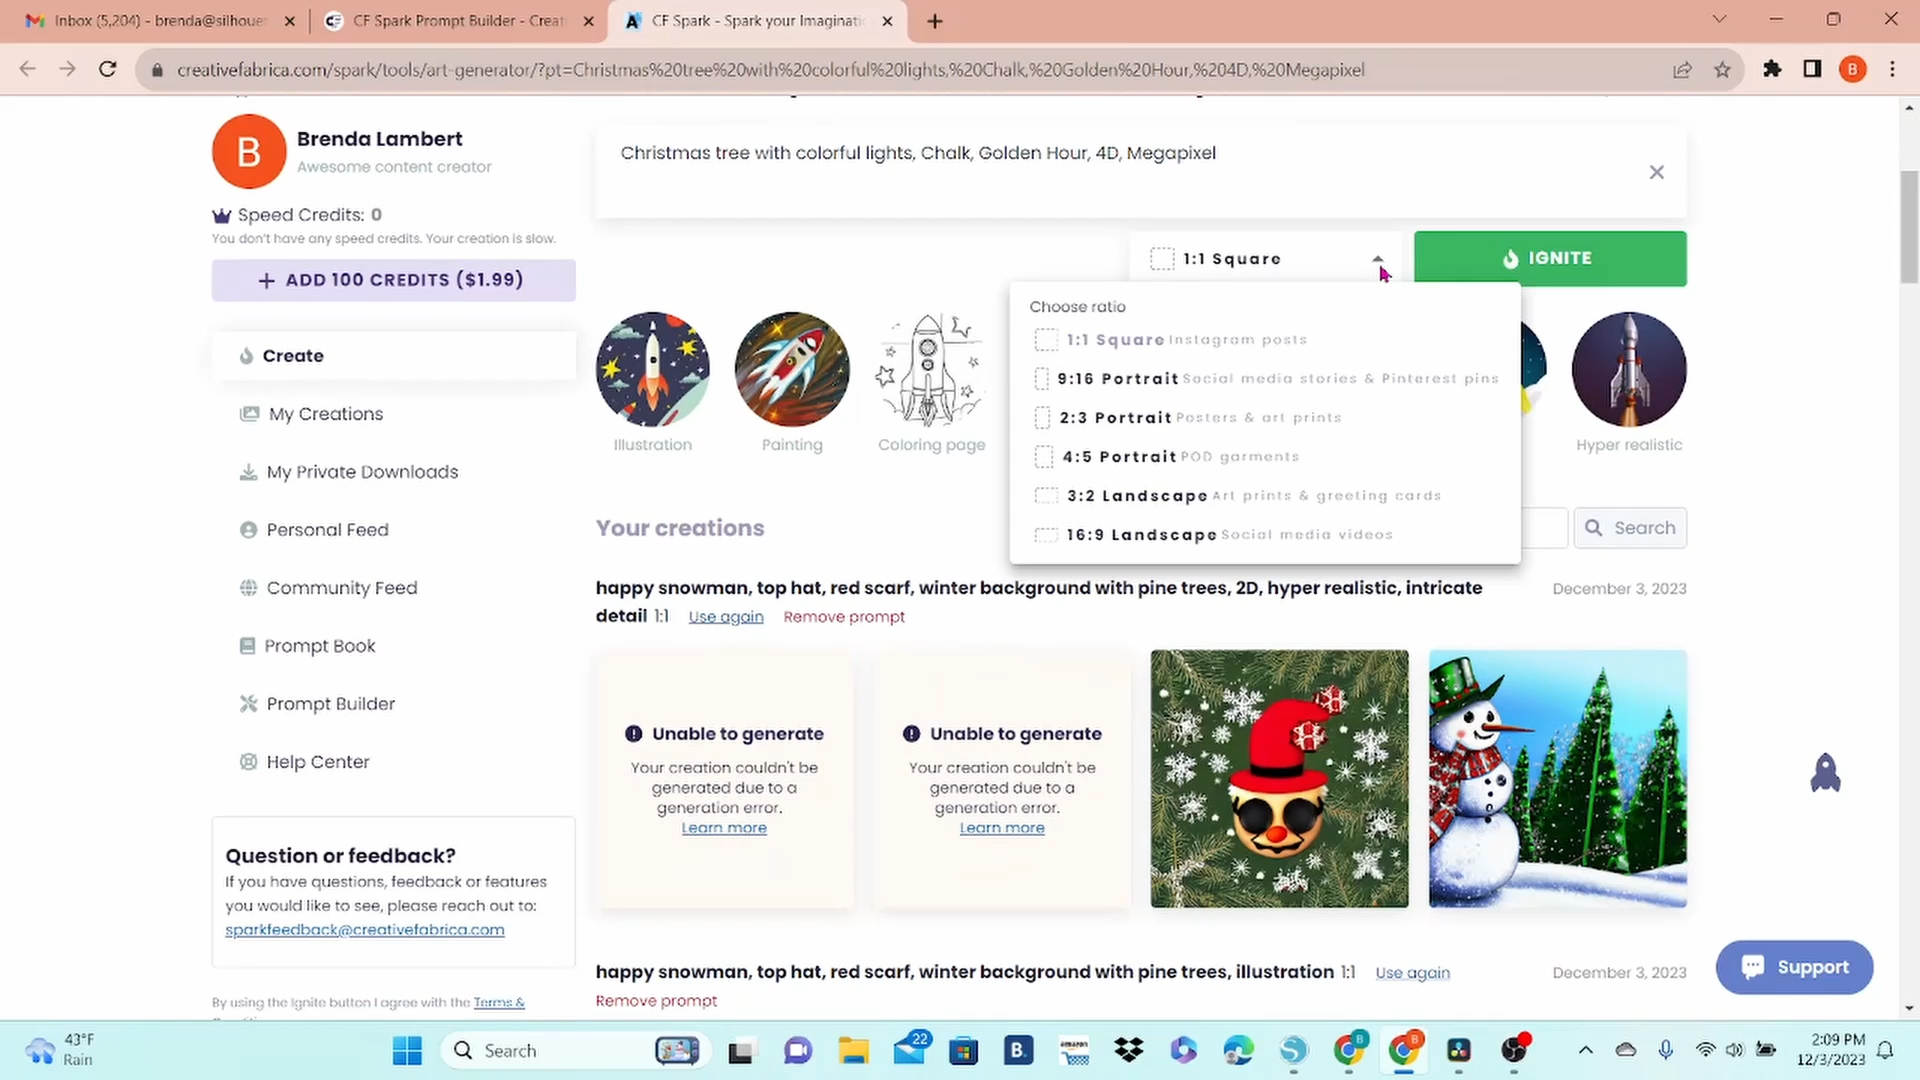 Inbox (5,204) - brenda@silhouet
CF Spark Prompt Builder - Creat
CF Spark - Spark your Imaginati
creativefabrica.com/spark/tools/art-generator/?pt=Christmas%20tree%20with%20colorful%20lights,%20Chalk,%20Golden%20Hour,%204D,%20Megapixel
B
B
Brenda Lambert
Awesome content creator
Speed Credits: 0
You don't have any speed credits. Your creation is slow.
+ ADD 100 CREDITS ($1.99)
Create
My Creations
My Private Downloads
Personal Feed
Community Feed
Prompt Book
Prompt Builder
Help Center
Question or feedback?
If you have questions, feedback or features
you would like to see, please reach out to:
sparkfeedback@creativefabrica.com
By using the Ignite button I agree with the Terms &
Christmas tree with colorful lights, Chalk, Golden Hour, 4D, Megapixel
1:1 Square
IGNITE
Choose ratio
1:1 Square Instagram posts
9:16 Portrait Social media stories & Pinterest pins
2:3 Portrait Posters & art prints
4:5 Portrait POD garments
3:2 Landscape Art prints & greeting cards
16:9 Landscape Social media videos
Illustration
Painting
Coloring page
Hyper realistic
Your creations
Search
happy snowman, top hat, red scarf, winter background with pine trees, 2D, hyper realistic, intricate
detail 1:1 Use again Remove prompt
December 3, 2023
Unable to generate
Your creation couldn't be
generated due to a
generation error.
Learn more
Unable to generate
Your creation couldn't be
generated due to a
generation error.
Learn more
happy snowman, top hat, red scarf, winter background with pine trees, illustration 1:1 Use again
Remove prompt
December 3, 2023
Support
43°F
Rain
Search
22
B.
amazon
B
B
2:09 PM
12/3/2023